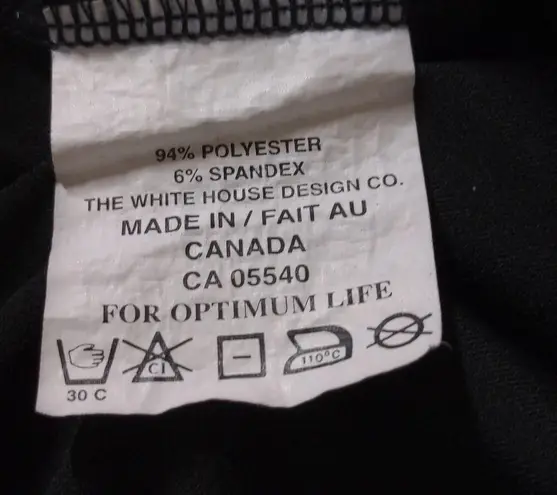 94% POLYESTER
6% SPANDEX
THE WHITE HOUSE DESIGN CO.
MADE IN / FAIT AU
CANADA
CA 05540
FOR OPTIMUM LIFE
Cl 110°C
30 C